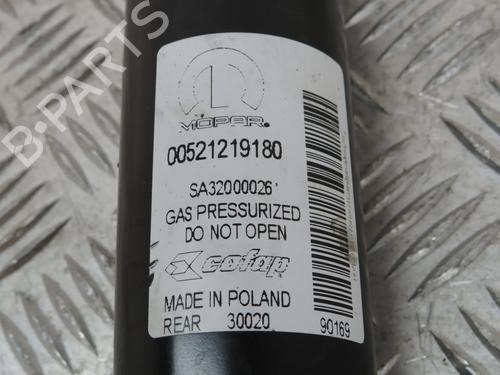 B-PARTS
MOPAR.
00521219180
SA32000026
GAS PRESSURIZED
DO NOT OPEN
cofap
MADE IN POLAND
REAR 30020
90169